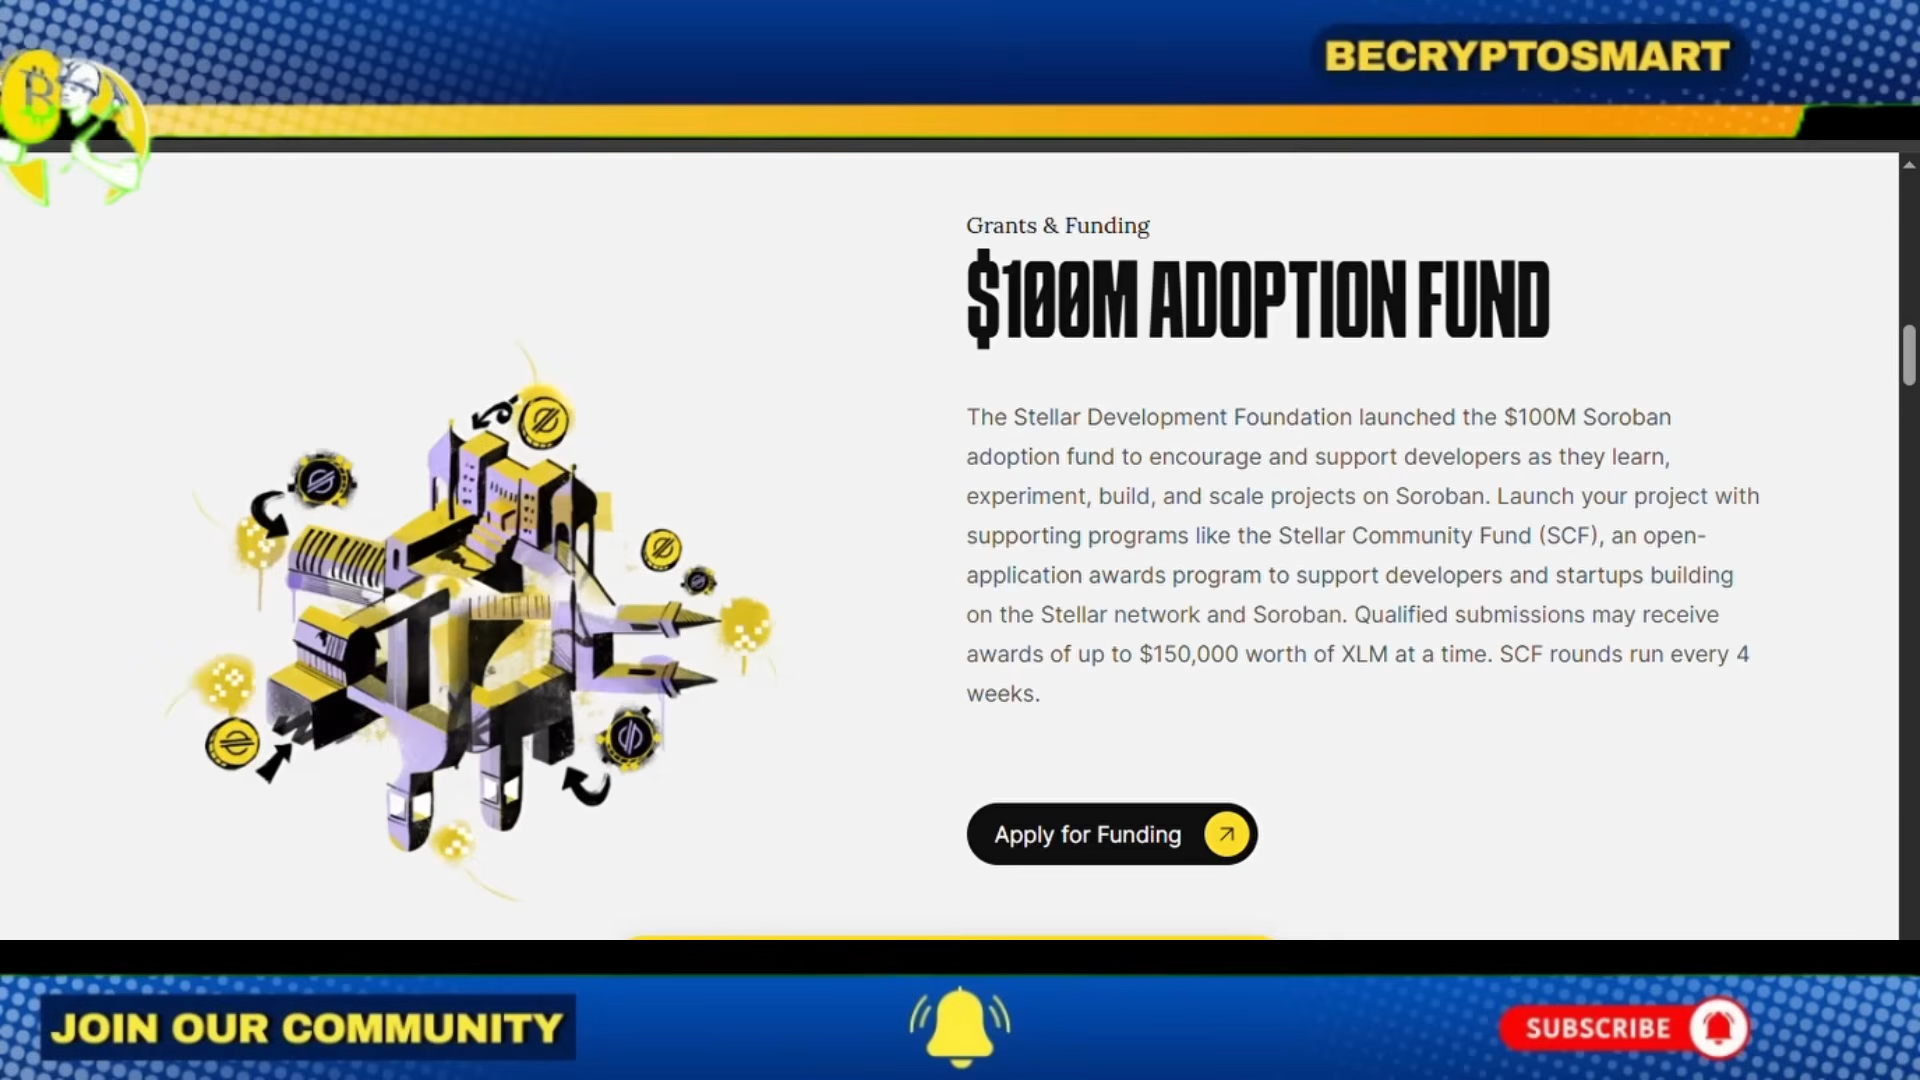 BECRYPTOSMART
Grants & Funding
$100M ADOPTION FUND
The Stellar Development Foundation launched the $100M Soroban
adoption fund to encourage and support developers as they learn,
experiment, build, and scale projects on Soroban. Launch your project with
supporting programs like the Stellar Community Fund (SCF), an open-
application awards program to support developers and startups building
on the Stellar network and Soroban. Qualified submissions may receive
awards of up to $150,000 worth of XLM at a time. SCF rounds run every 4
weeks.
Apply for Funding
JOIN OUR COMMUNITY
SUBSCRIBE